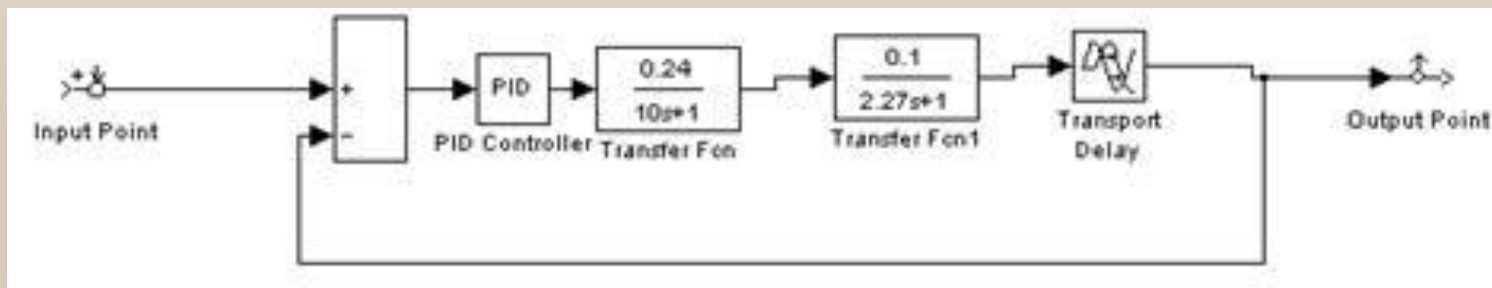 +
Input Point
+
−
PID
PID Controller
0.24
10s+1
Transfer Fcn
0.1
2.27s+1
Transfer Fcn1
Transport
Delay
Output Point